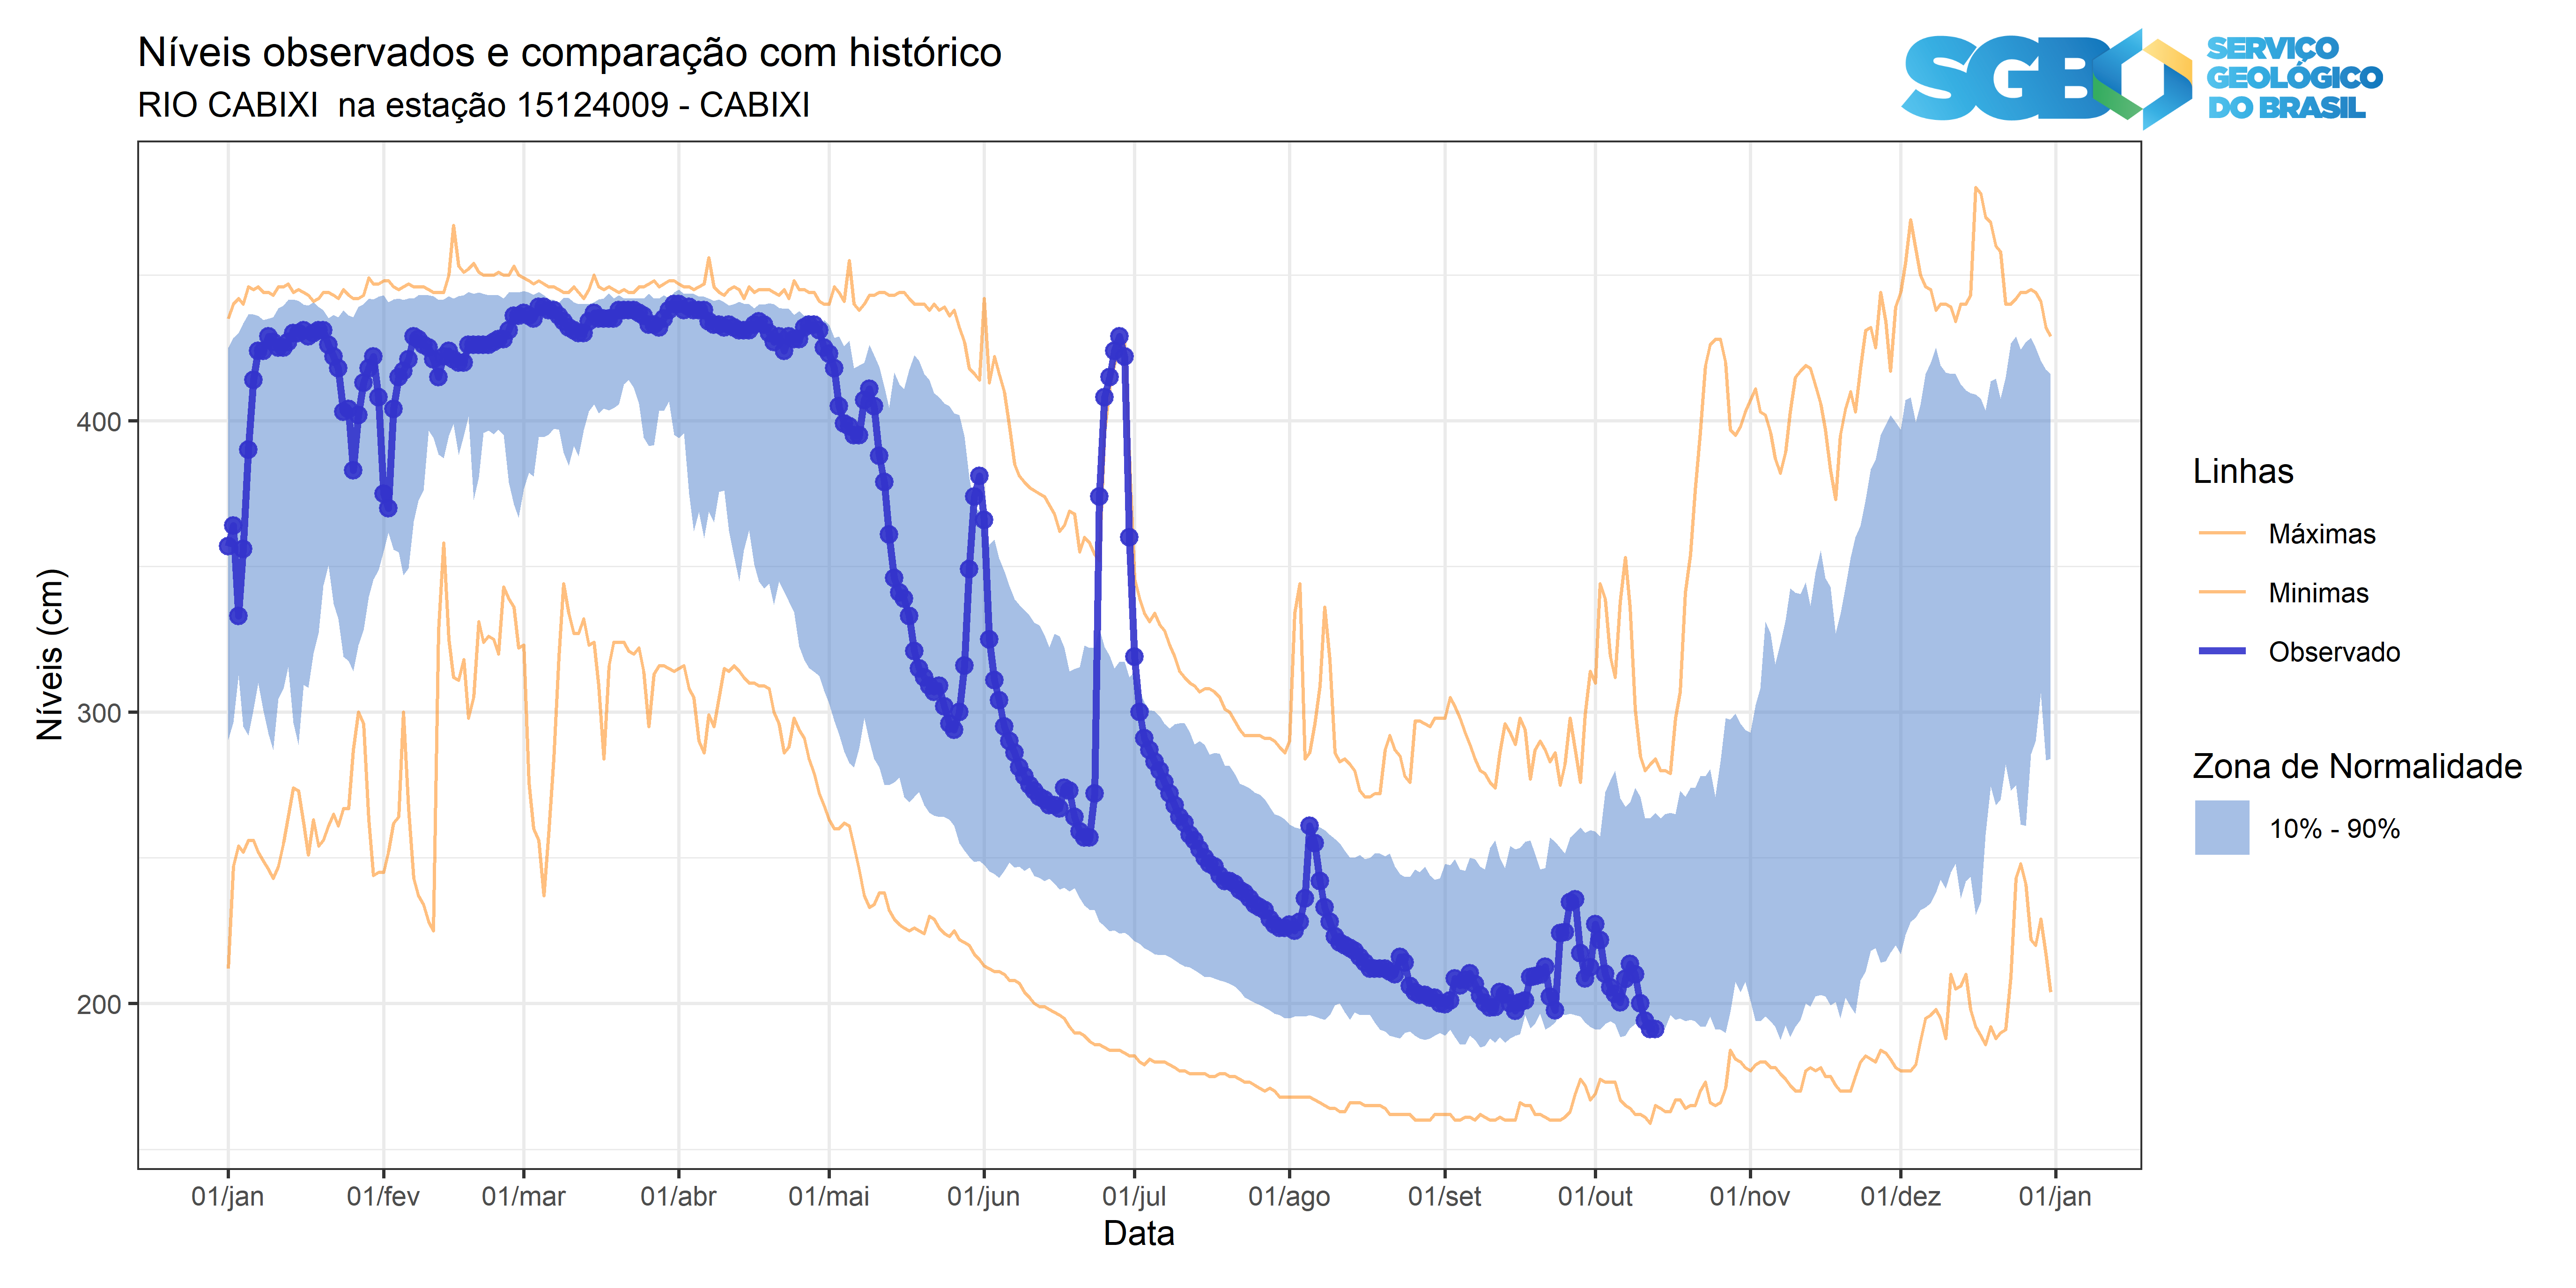 Níveis observados e comparação com histórico
RIO CABIXI  na estação 15124009 - CABIXI
SGB
SERVIÇO
GEOLÓGICO
DO BRASIL
Níveis (cm)
400
300
200
01/jan
01/fev
01/mar
01/abr
01/mai
01/jun
01/jul
01/ago
01/set
01/out
01/nov
01/dez
01/jan
Data
Linhas
Máximas
Minimas
Observado
Zona de Normalidade
10% - 90%